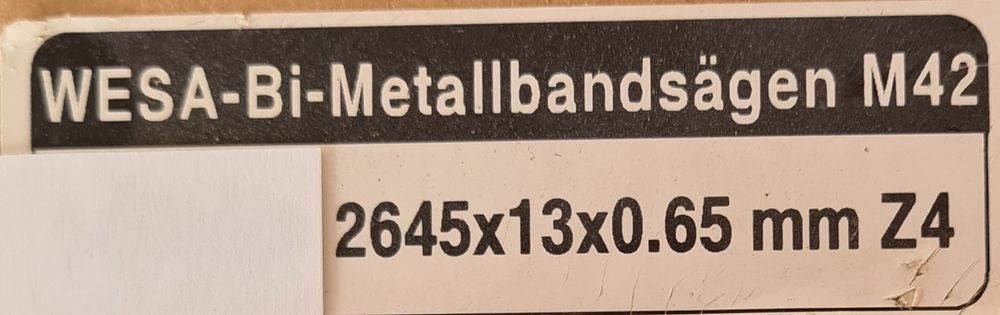 WESA-Bi-Metallbandsägen M42
2645x13x0.65 mm Z4